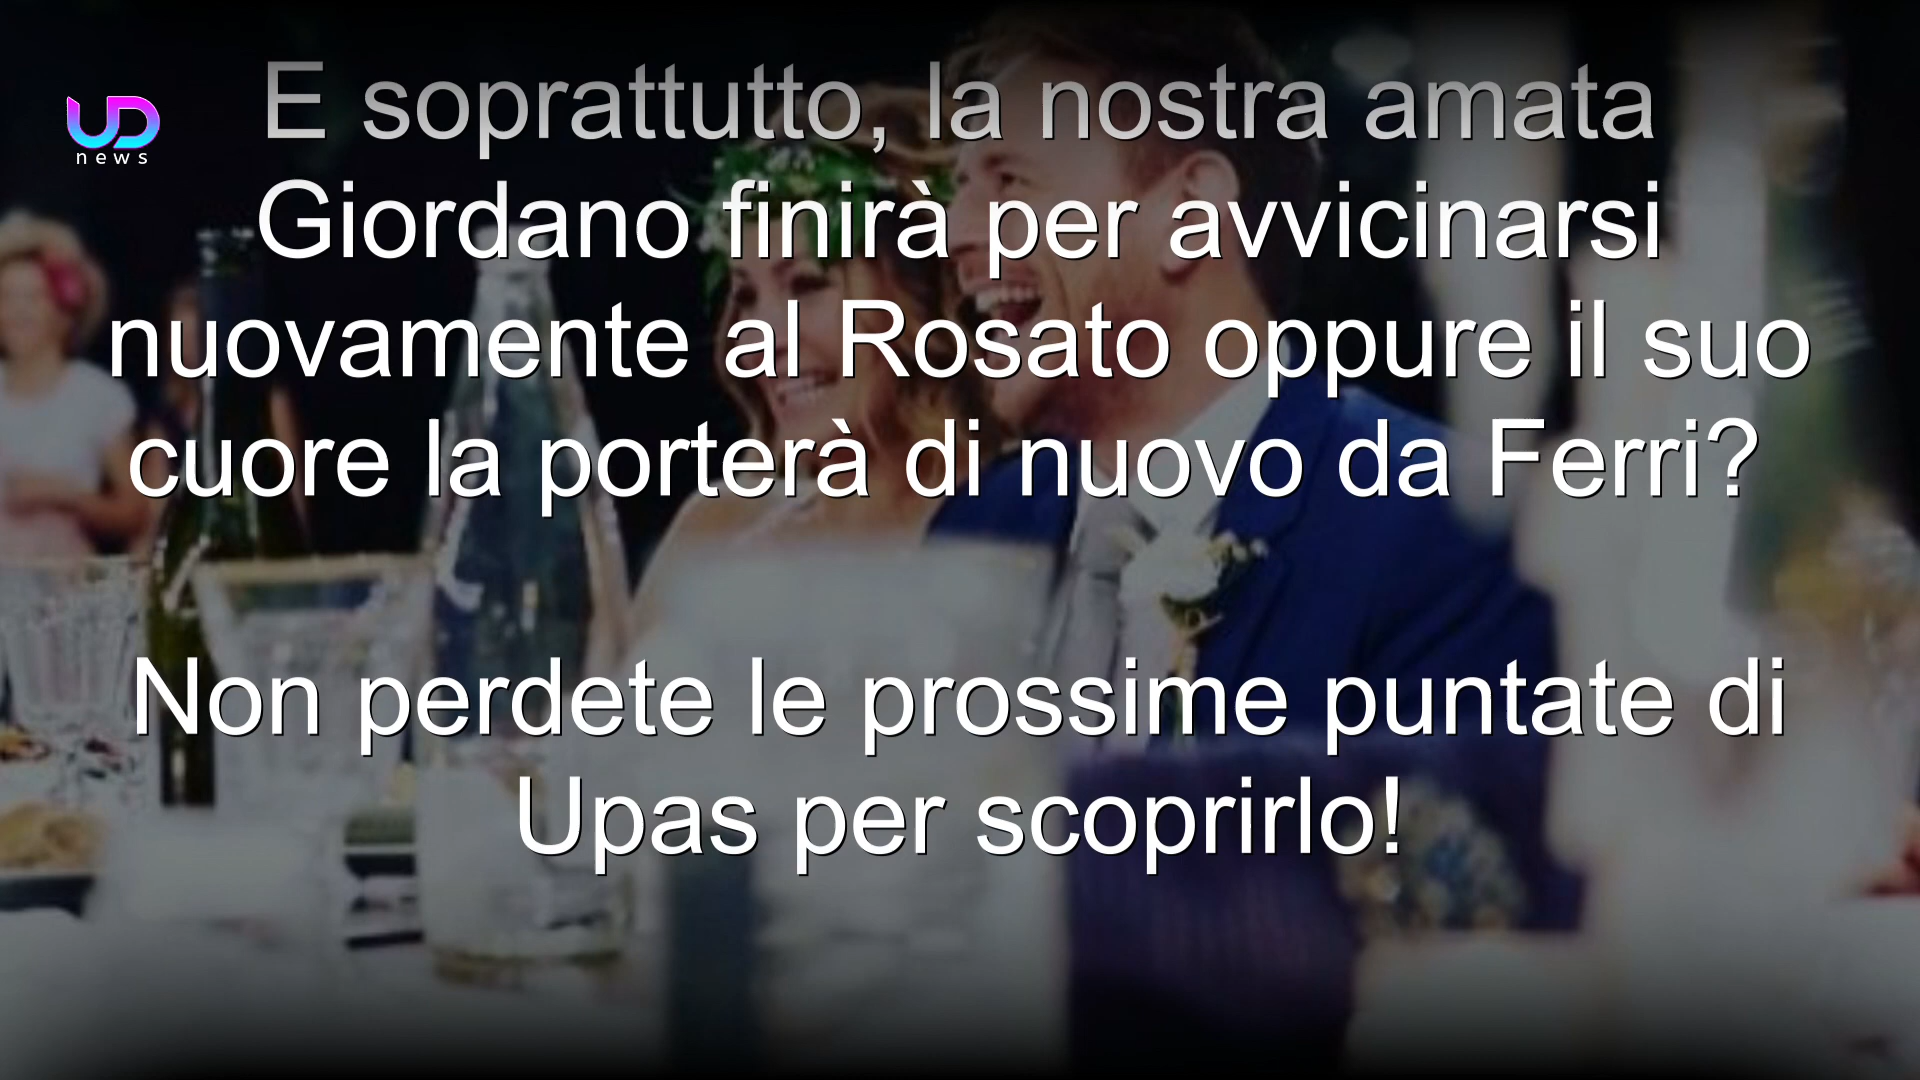 UD
news
E soprattutto, la nostra amata
Giordano finirà per avvicinarsi
nuovamente al Rosato oppure il suo
cuore la porterà di nuovo da Ferri?
Non perdete le prossime puntate di
Upas per scoprirlo!